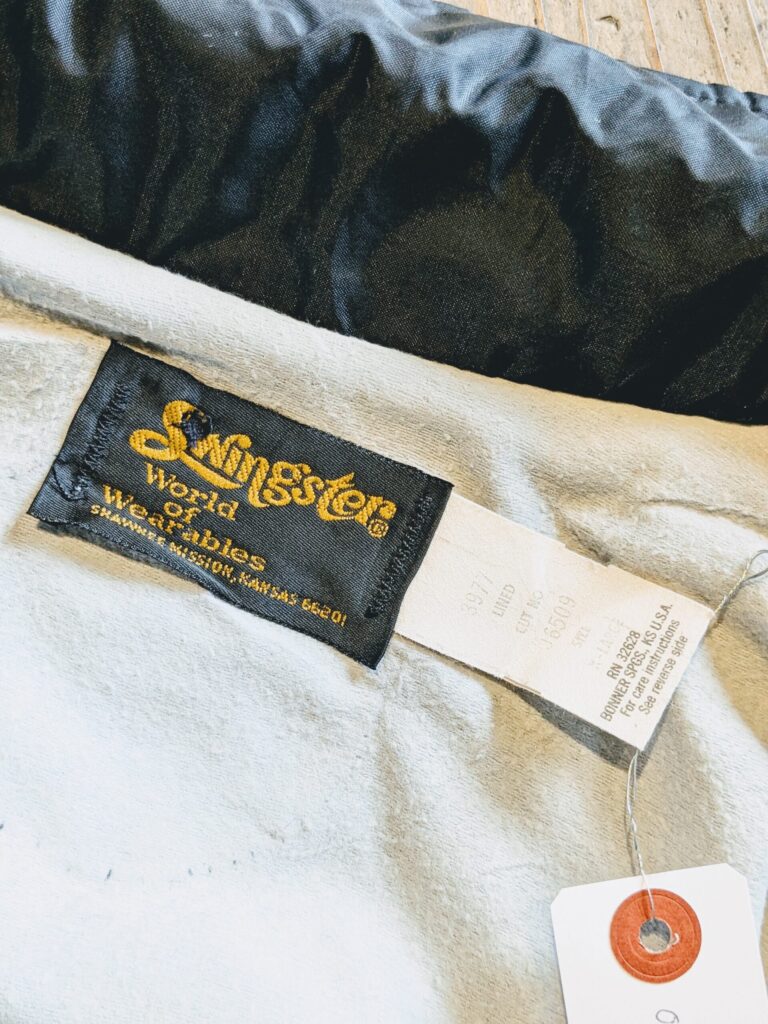 Swingster®
World
of
Wearables
SHAWNEE MISSION, KANSAS 66201
3977
LINED
CUT NO
16509
X-LARGE
RN 32628
BONNER SPGS., KS U.S.A.
For care instructions
See reverse side